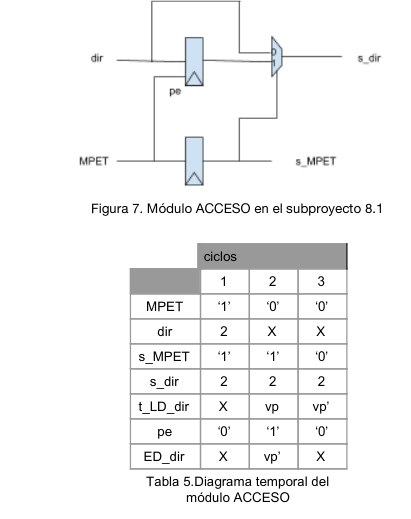 dir
0
1
s_dir
pe
MPET
s_MPET
Figura 7. Módulo ACCESO en el subproyecto 8.1
ciclos
1 2 3
MPET '1' '0' '0'
dir 2 X X
s_MPET '1' '1' '0'
s_dir 2 2 2
t_LD_dir X vp vp'
pe '0' '1' '0'
ED_dir X vp' X
Tabla 5.Diagrama temporal del
módulo ACCESO